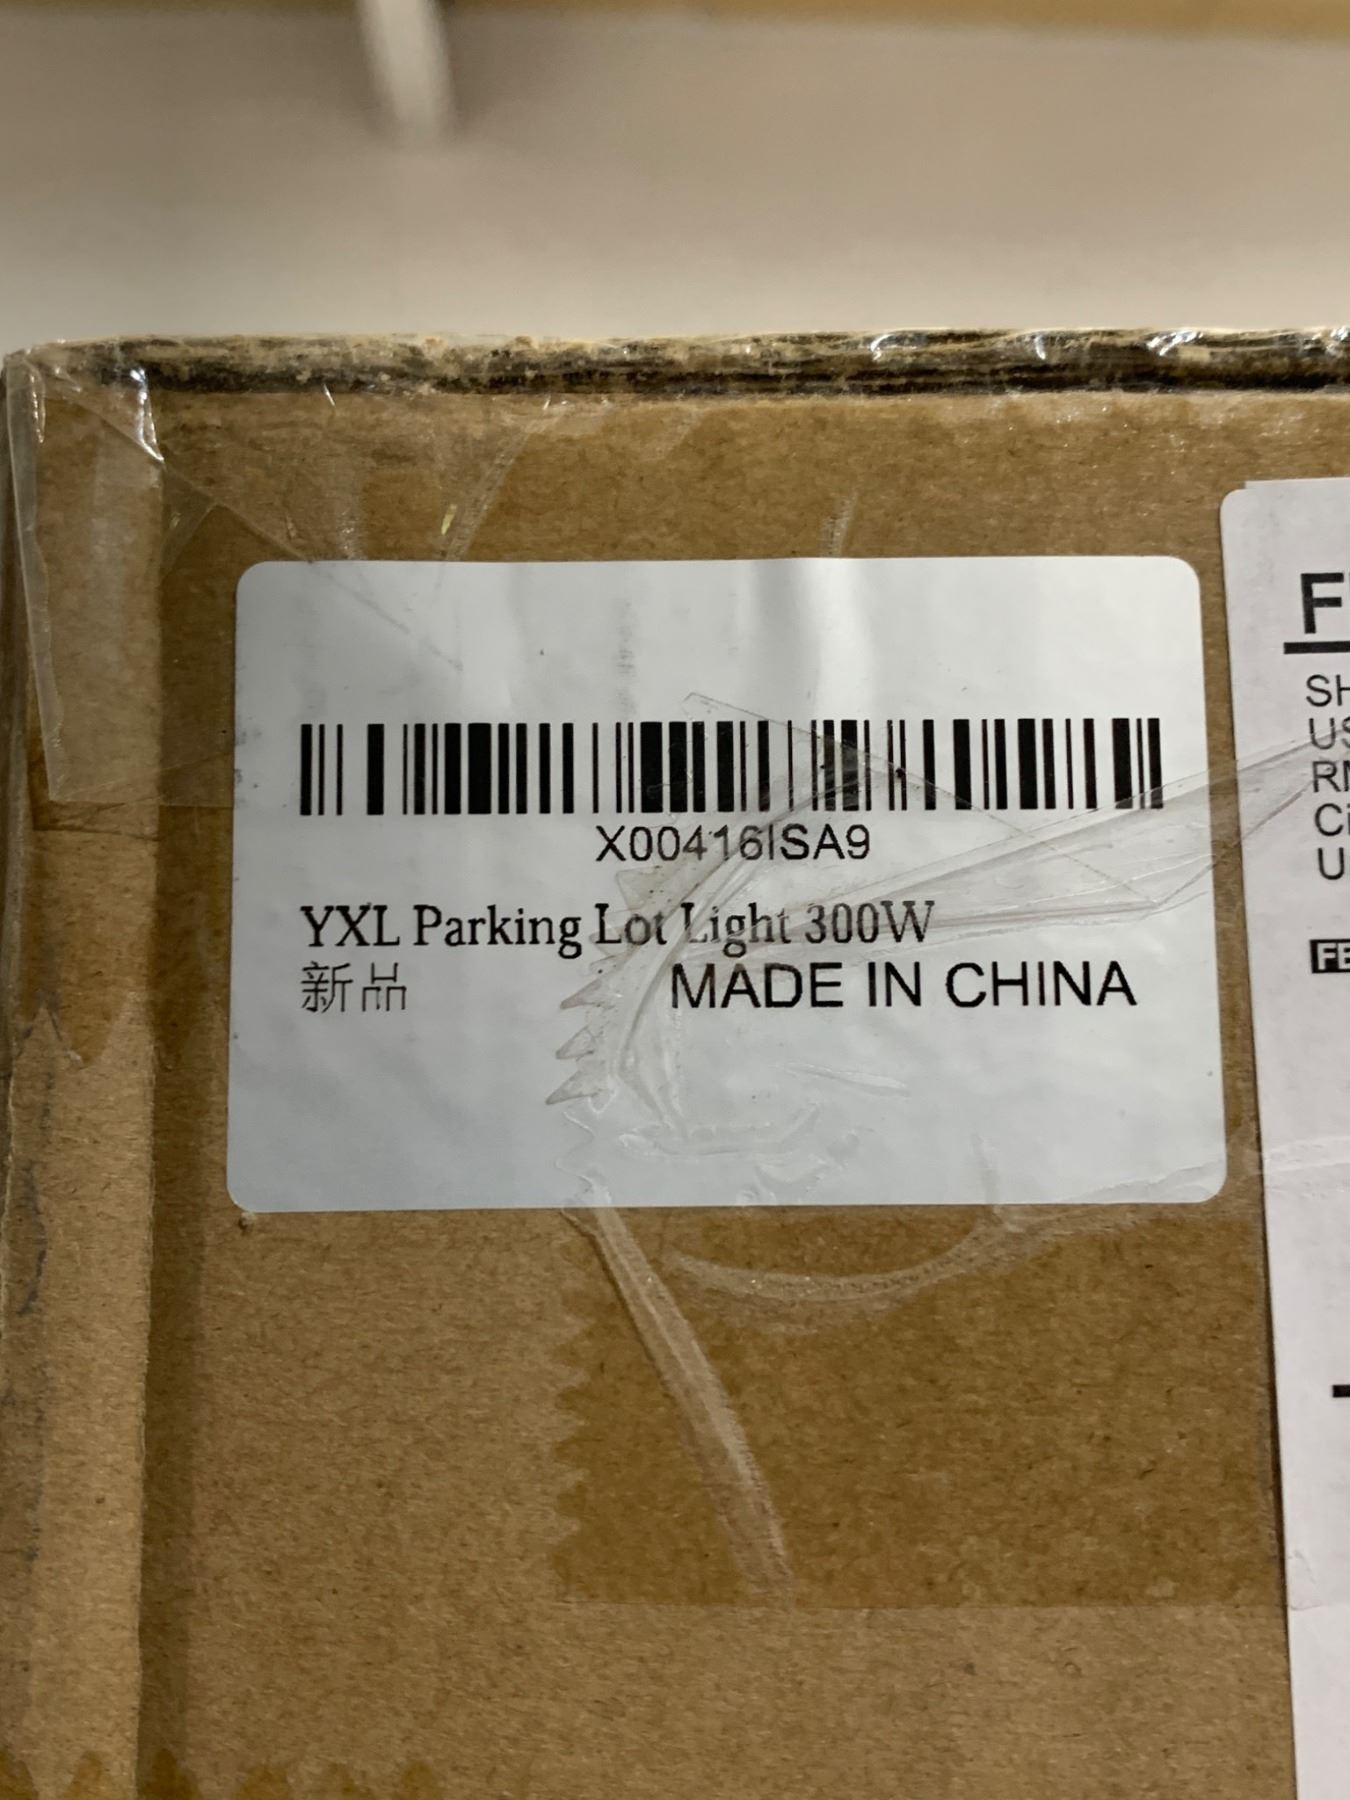 X00416ISA9
YXL Parking Lot Light 300W
新品
MADE IN CHINA